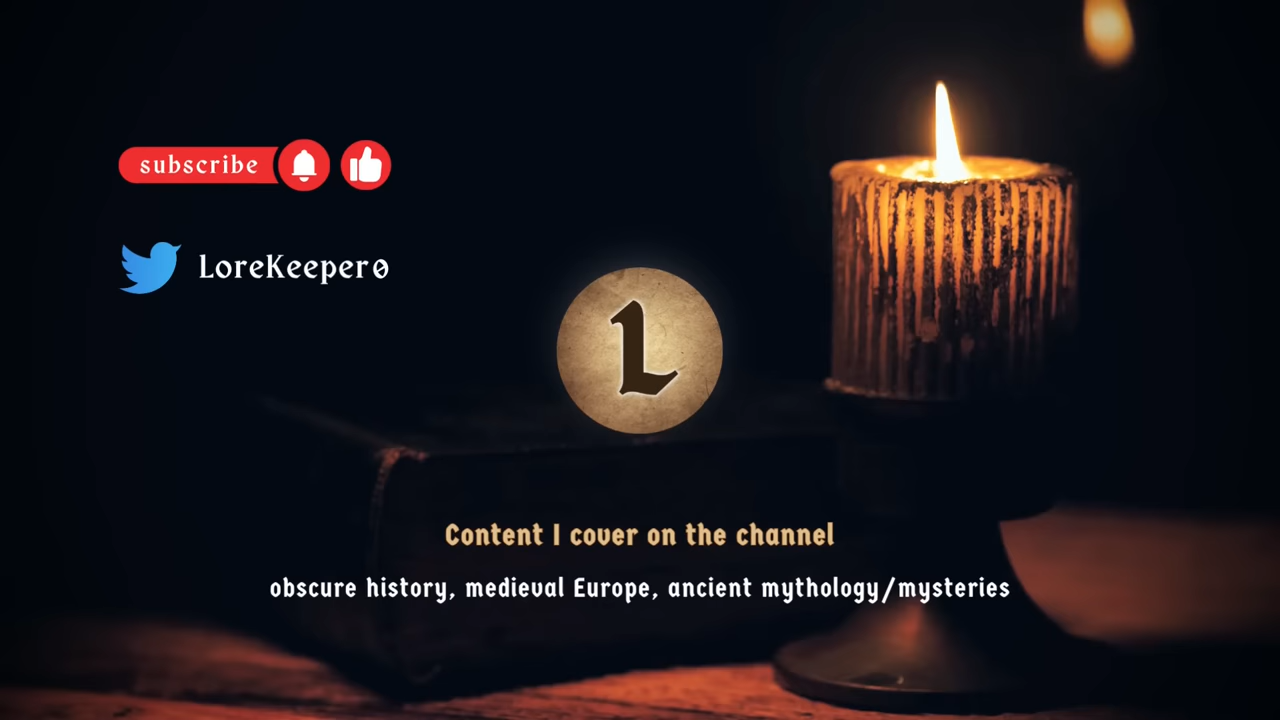 subscribe
LoreKeeper0
L
Content I cover on the channel
obscure history, medieval Europe, ancient mythology/mysteries